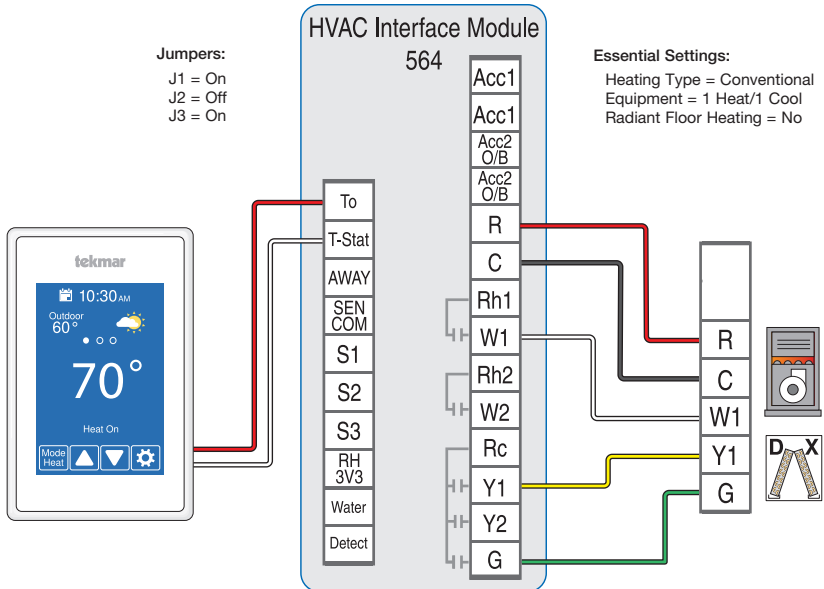 HVAC Interface Module
564
Jumpers:
J1 = On
J2 = Off
J3 = On
Essential Settings:
Heating Type = Conventional
Equipment = 1 Heat/1 Cool
Radiant Floor Heating = No
tekmar
10:30 AM
Outdoor
60°
70°
Heat On
Mode
Heat
To
T-Stat
AWAY
SEN
COM
S1
S2
S3
RH
3V3
Water
Detect
Acc1
Acc1
Acc2
O/B
Acc2
O/B
R
C
Rh1
W1
Rh2
W2
Rc
Y1
Y2
G
R
C
W1
Y1
G
D X